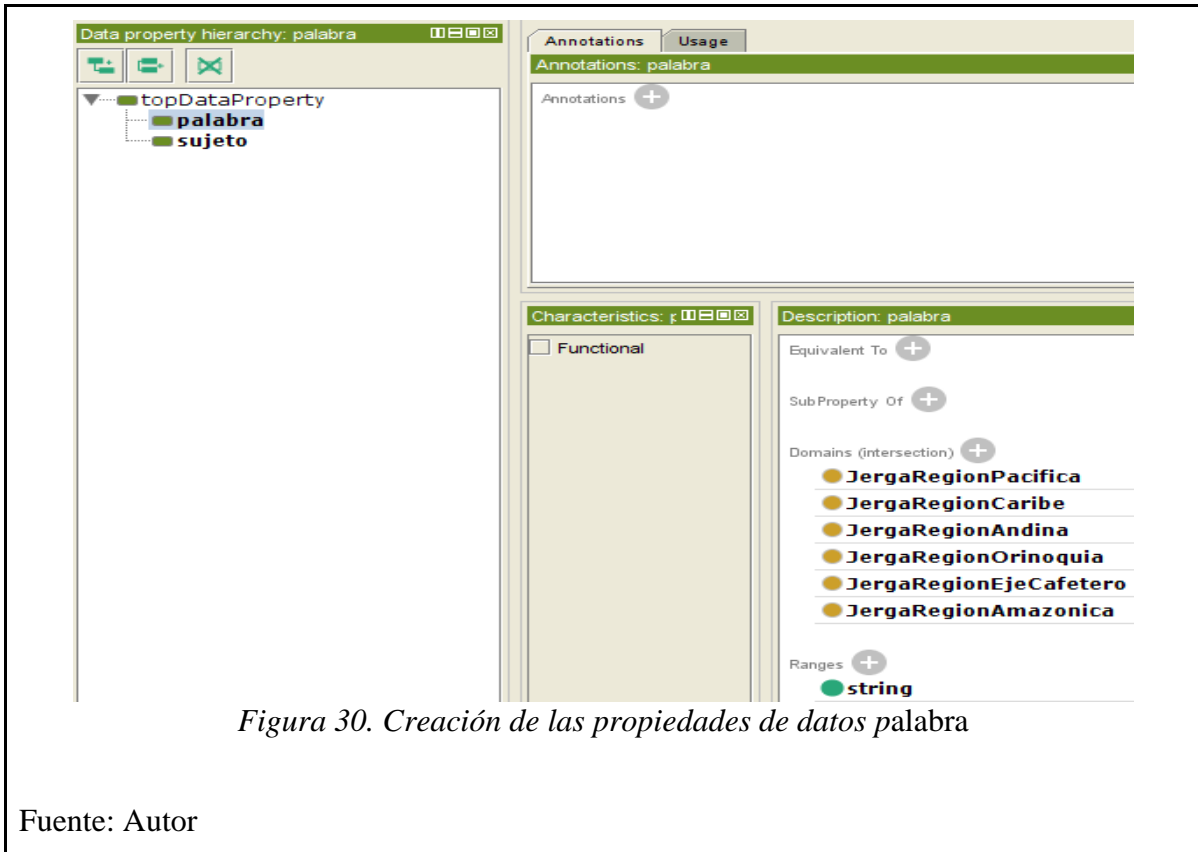 Data property hierarchy: palabra
topDataProperty
palabra
sujeto
Annotations Usage
Annotations: palabra
Annotations
Characteristics: p
Functional
Description: palabra
Equivalent To
SubProperty Of
Domains (intersection)
JergaRegionPacifica
JergaRegionCaribe
JergaRegionAndina
JergaRegionOrinoquia
JergaRegionEjeCafetero
JergaRegionAmazonica
Ranges
string
Figura 30. Creación de las propiedades de datos palabra
Fuente: Autor